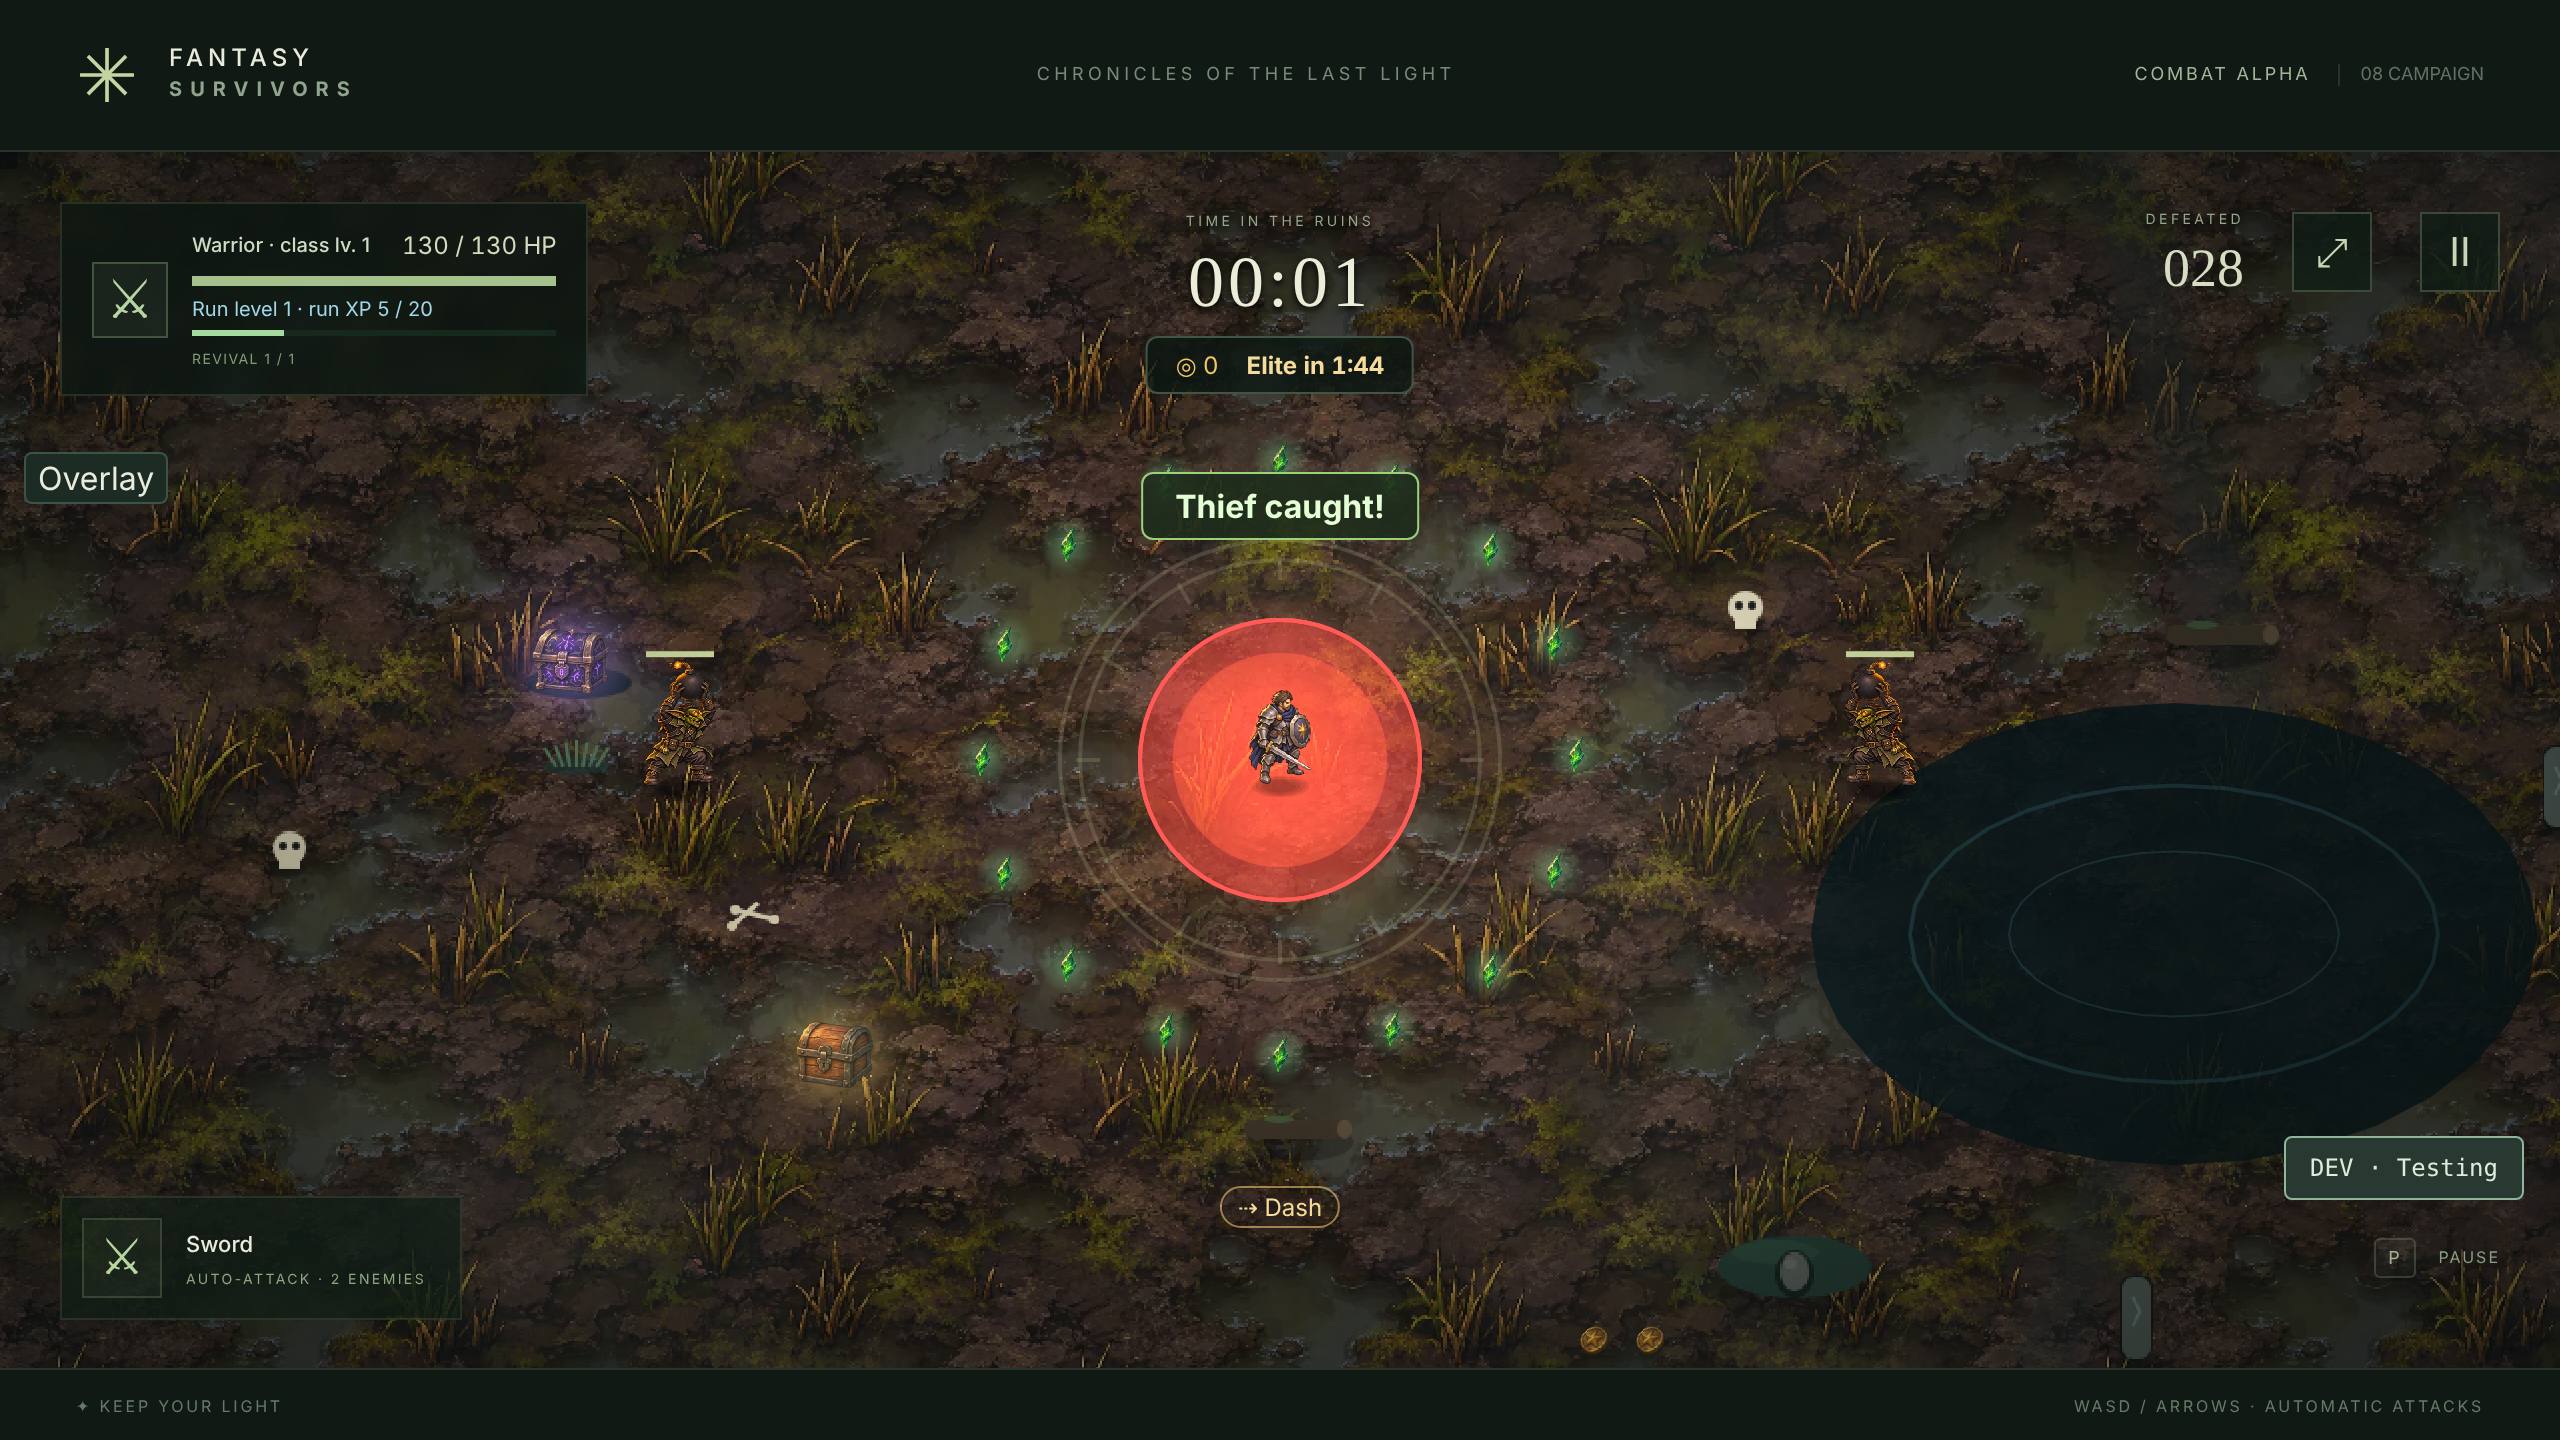 FANTASY
SURVIVORS
CHRONICLES OF THE LAST LIGHT
COMBAT ALPHA
08 CAMPAIGN
Warrior · class lv. 1 130 / 130 HP
Run level 1 · run XP 5 / 20
REVIVAL 1 / 1
TIME IN THE RUINS
00:01
◎ 0 Elite in 1:44
DEFEATED
028
Overlay
Thief caught!
DEV · Testing
⇢ Dash
Sword
AUTO-ATTACK · 2 ENEMIES
P PAUSE
✦ KEEP YOUR LIGHT
WASD / ARROWS · AUTOMATIC ATTACKS